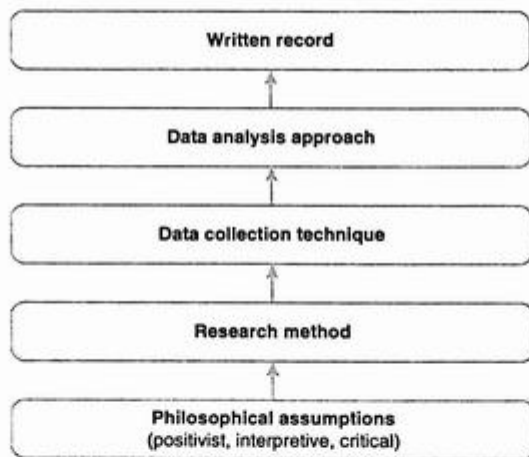 Written record
Data analysis approach
Data collection technique
Research method
Philosophical assumptions
(positivist, interpretive, critical)